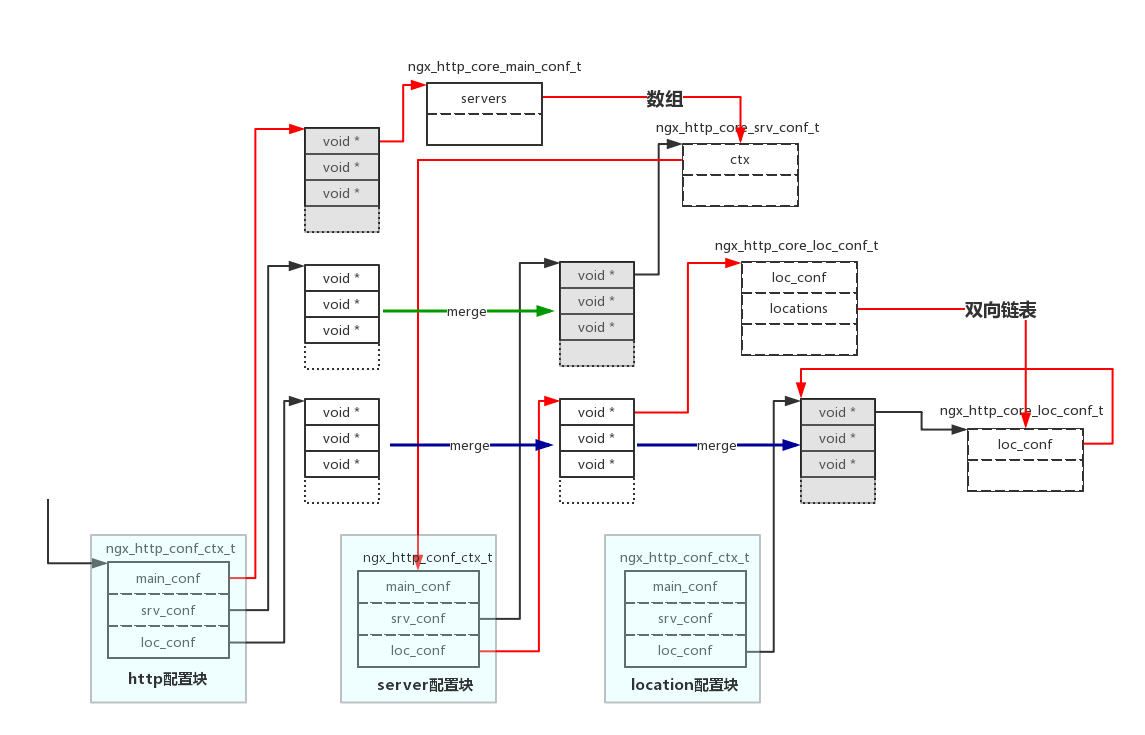 ngx_http_core_main_conf_t
servers
数组
ngx_http_core_srv_conf_t
ctx
void *
void *
void *
ngx_http_core_loc_conf_t
loc_conf
locations
双向链表
void *
void *
void *
merge
void *
void *
void *
void *
void *
void *
merge
void *
void *
void *
merge
void *
void *
void *
ngx_http_core_loc_conf_t
loc_conf
ngx_http_conf_ctx_t
main_conf
srv_conf
loc_conf
http配置块
ngx_http_conf_ctx_t
main_conf
srv_conf
loc_conf
server配置块
ngx_http_conf_ctx_t
main_conf
srv_conf
loc_conf
location配置块